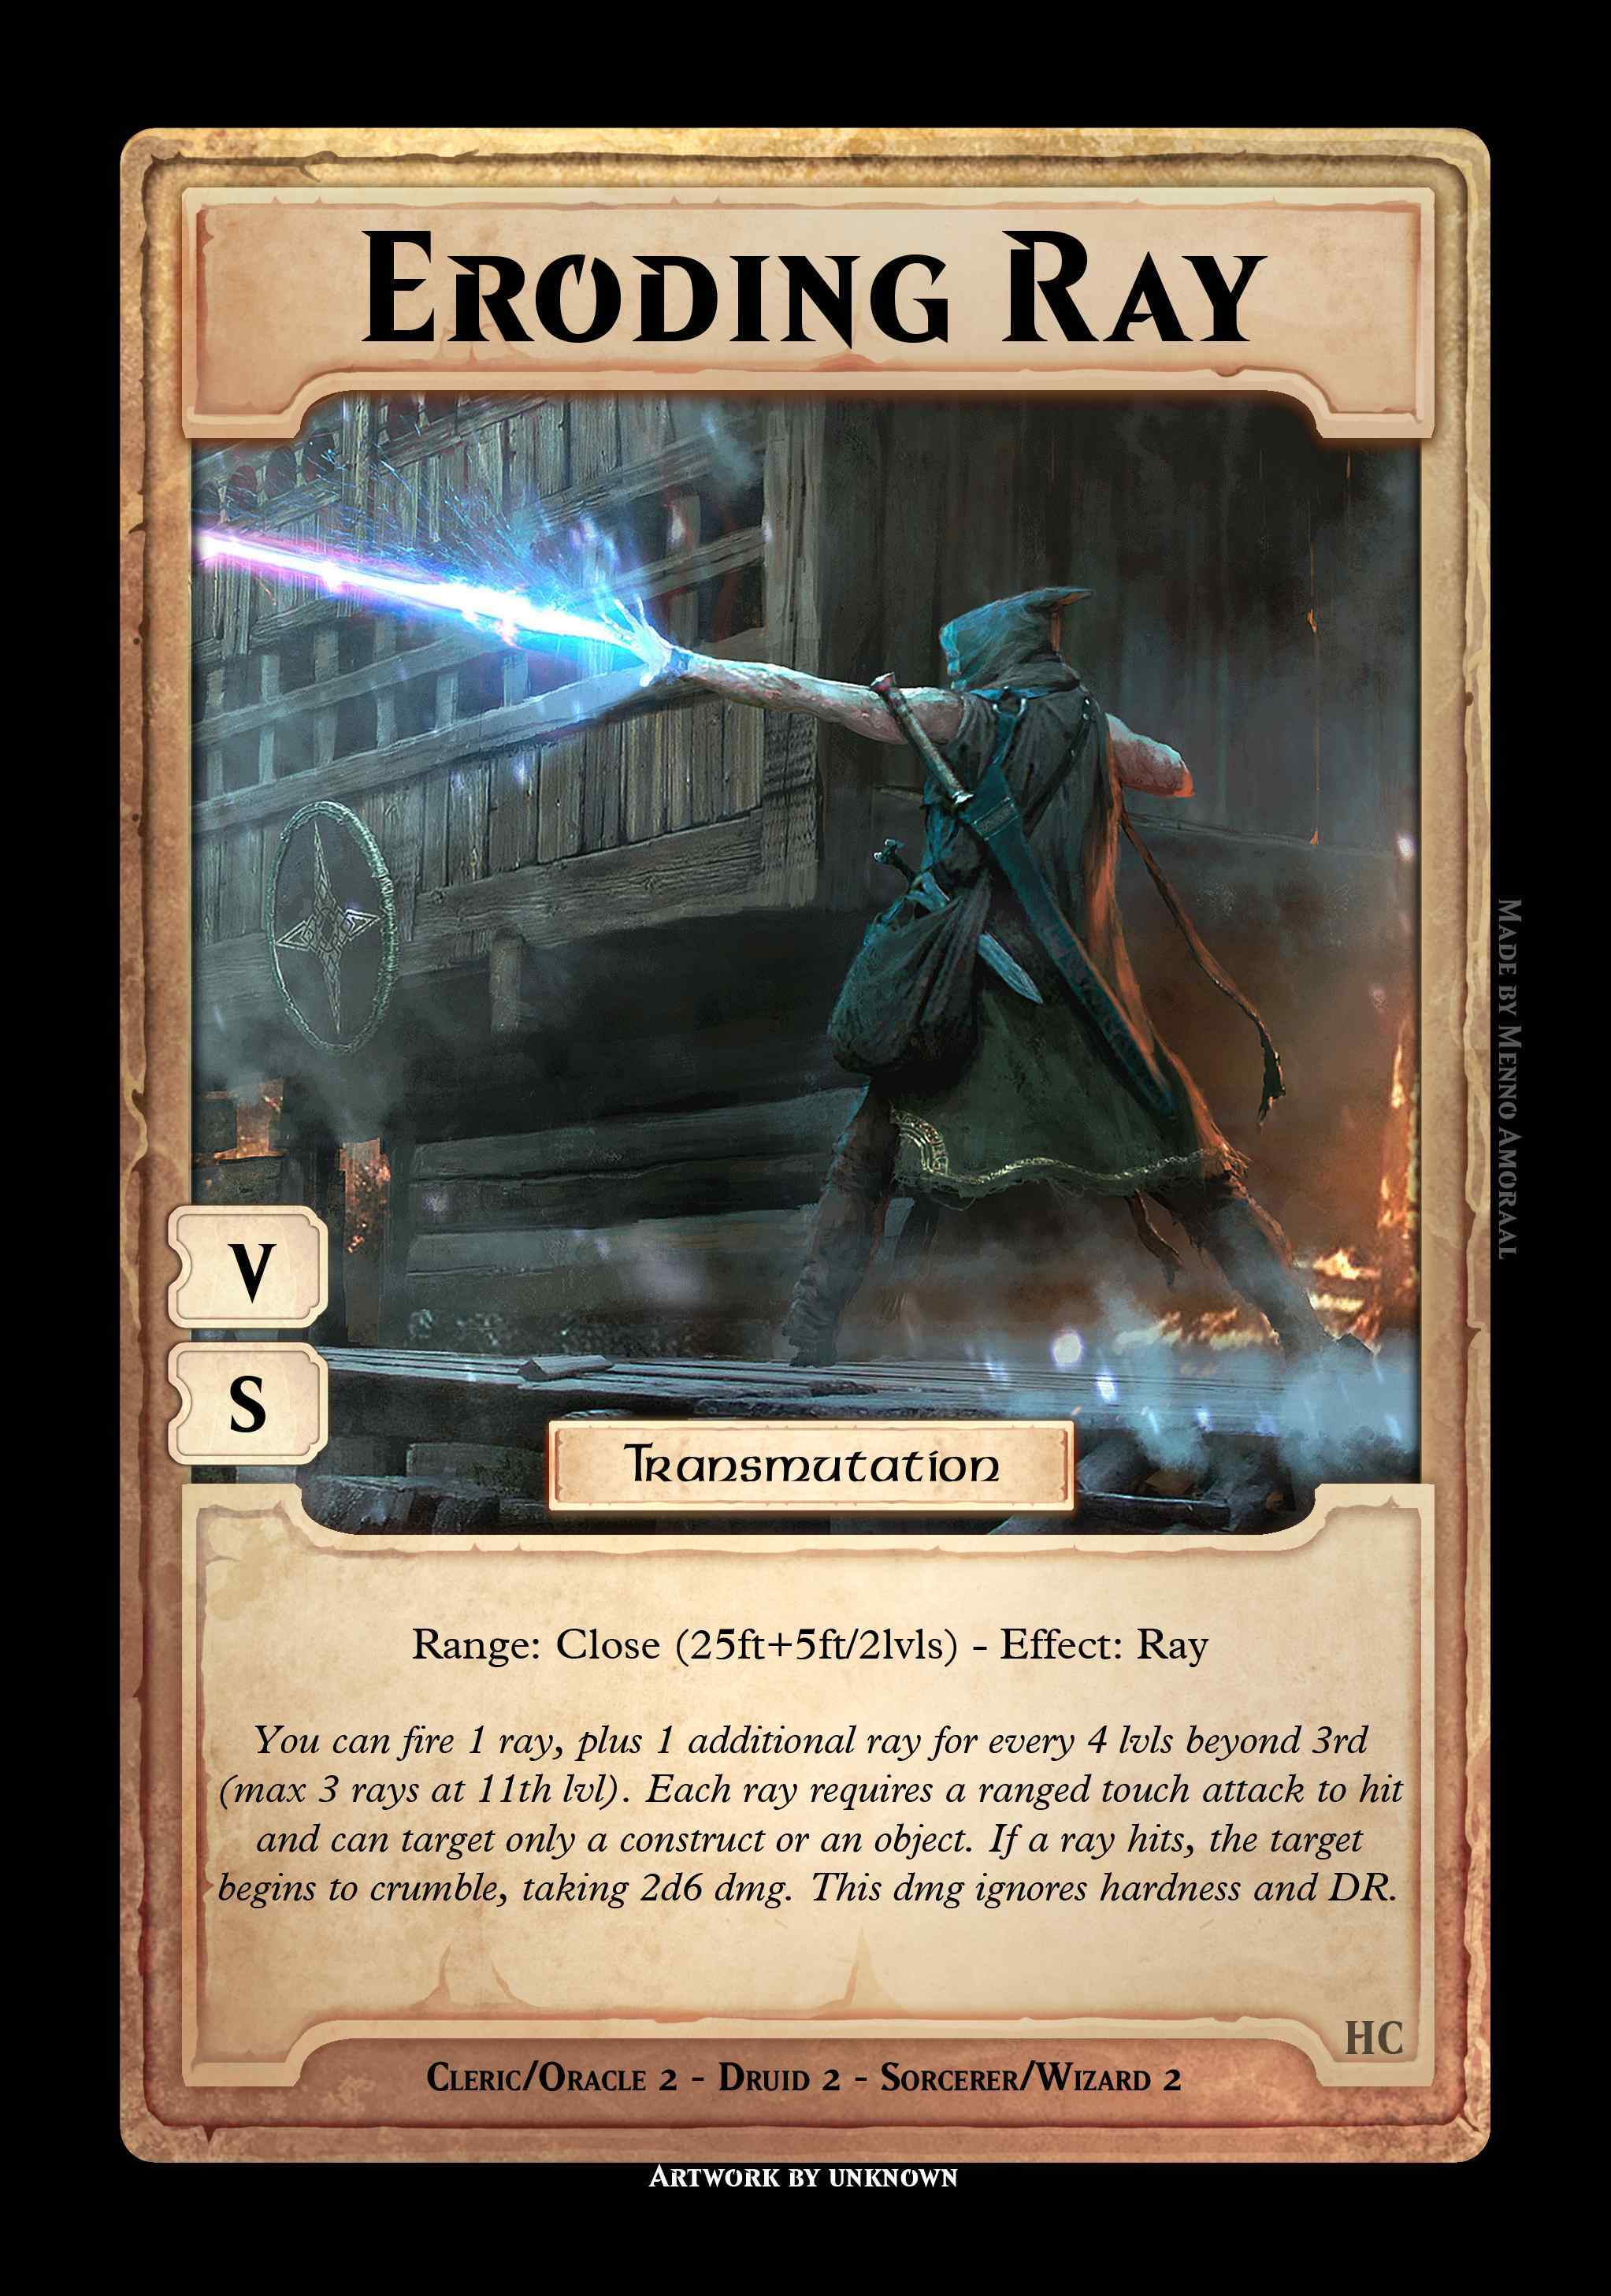 Eroding Ray
V
S
Transmutation
Range: Close (25ft+5ft/2lvls) - Effect: Ray
You can fire 1 ray, plus 1 additional ray for every 4 lvls beyond 3rd
(max 3 rays at 11th lvl). Each ray requires a ranged touch attack to hit
and can target only a construct or an object. If a ray hits, the target
begins to crumble, taking 2d6 dmg. This dmg ignores hardness and DR.
HC
Cleric/Oracle 2 - Druid 2 - Sorcerer/Wizard 2
Artwork by unknown
Made by Menno Amoraal